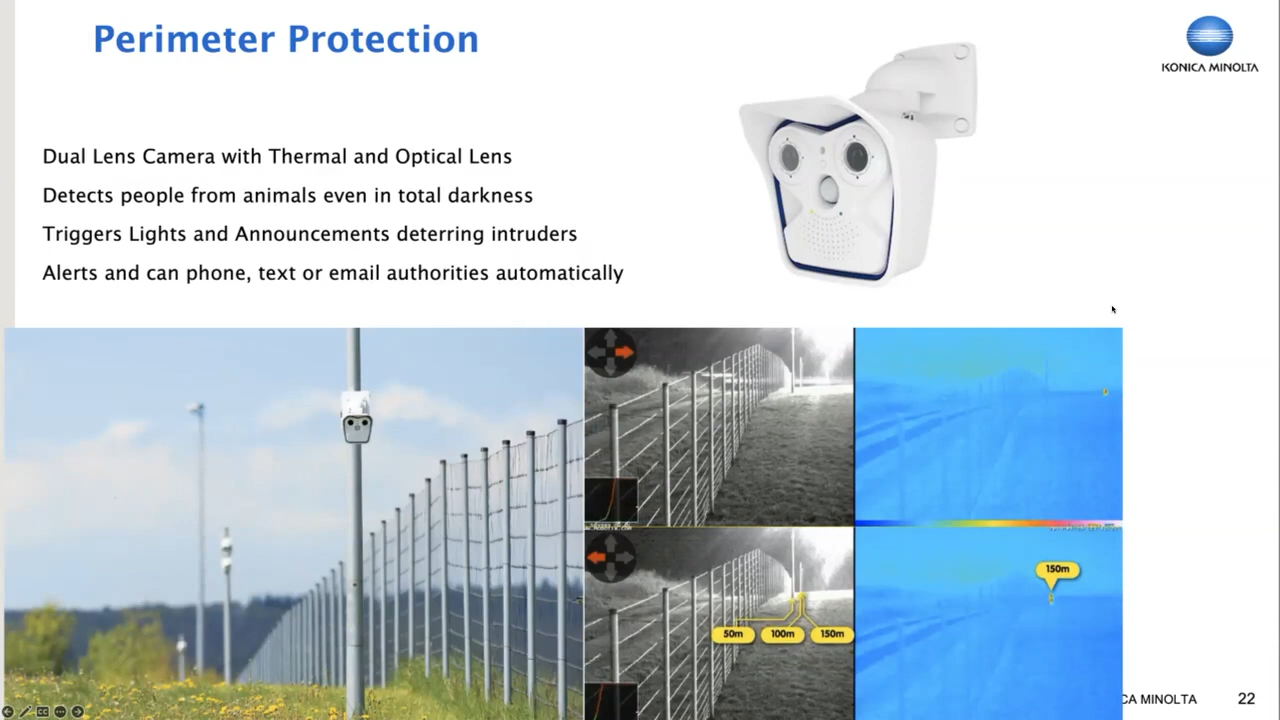 Perimeter Protection
KONICA MINOLTA
Dual Lens Camera with Thermal and Optical Lens
Detects people from animals even in total darkness
Triggers Lights and Announcements deterring intruders
Alerts and can phone, text or email authorities automatically
150m
50m 100m 150m
CA MINOLTA 22